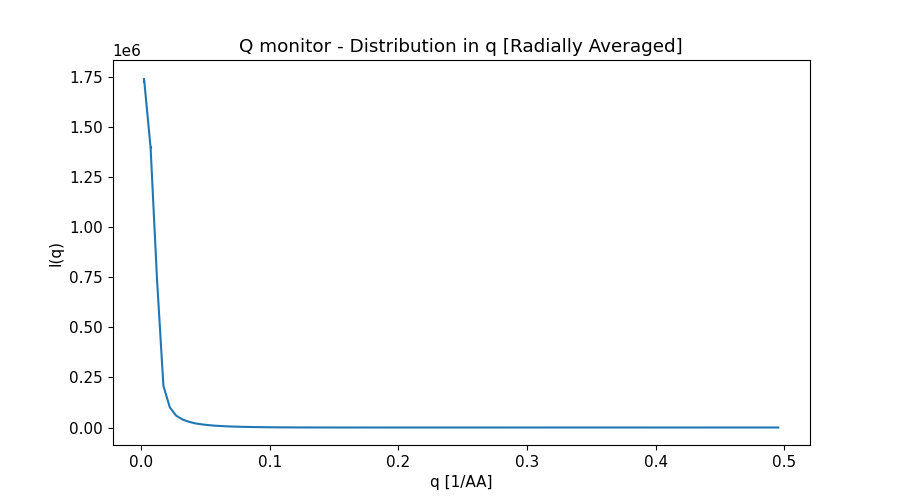 Q monitor - Distribution in q [Radially Averaged]
1e6
1.75
1.50
1.25
1.00
0.75
0.50
0.25
0.00
I(q)
0.0 0.1 0.2 0.3 0.4 0.5
q [1/AA]